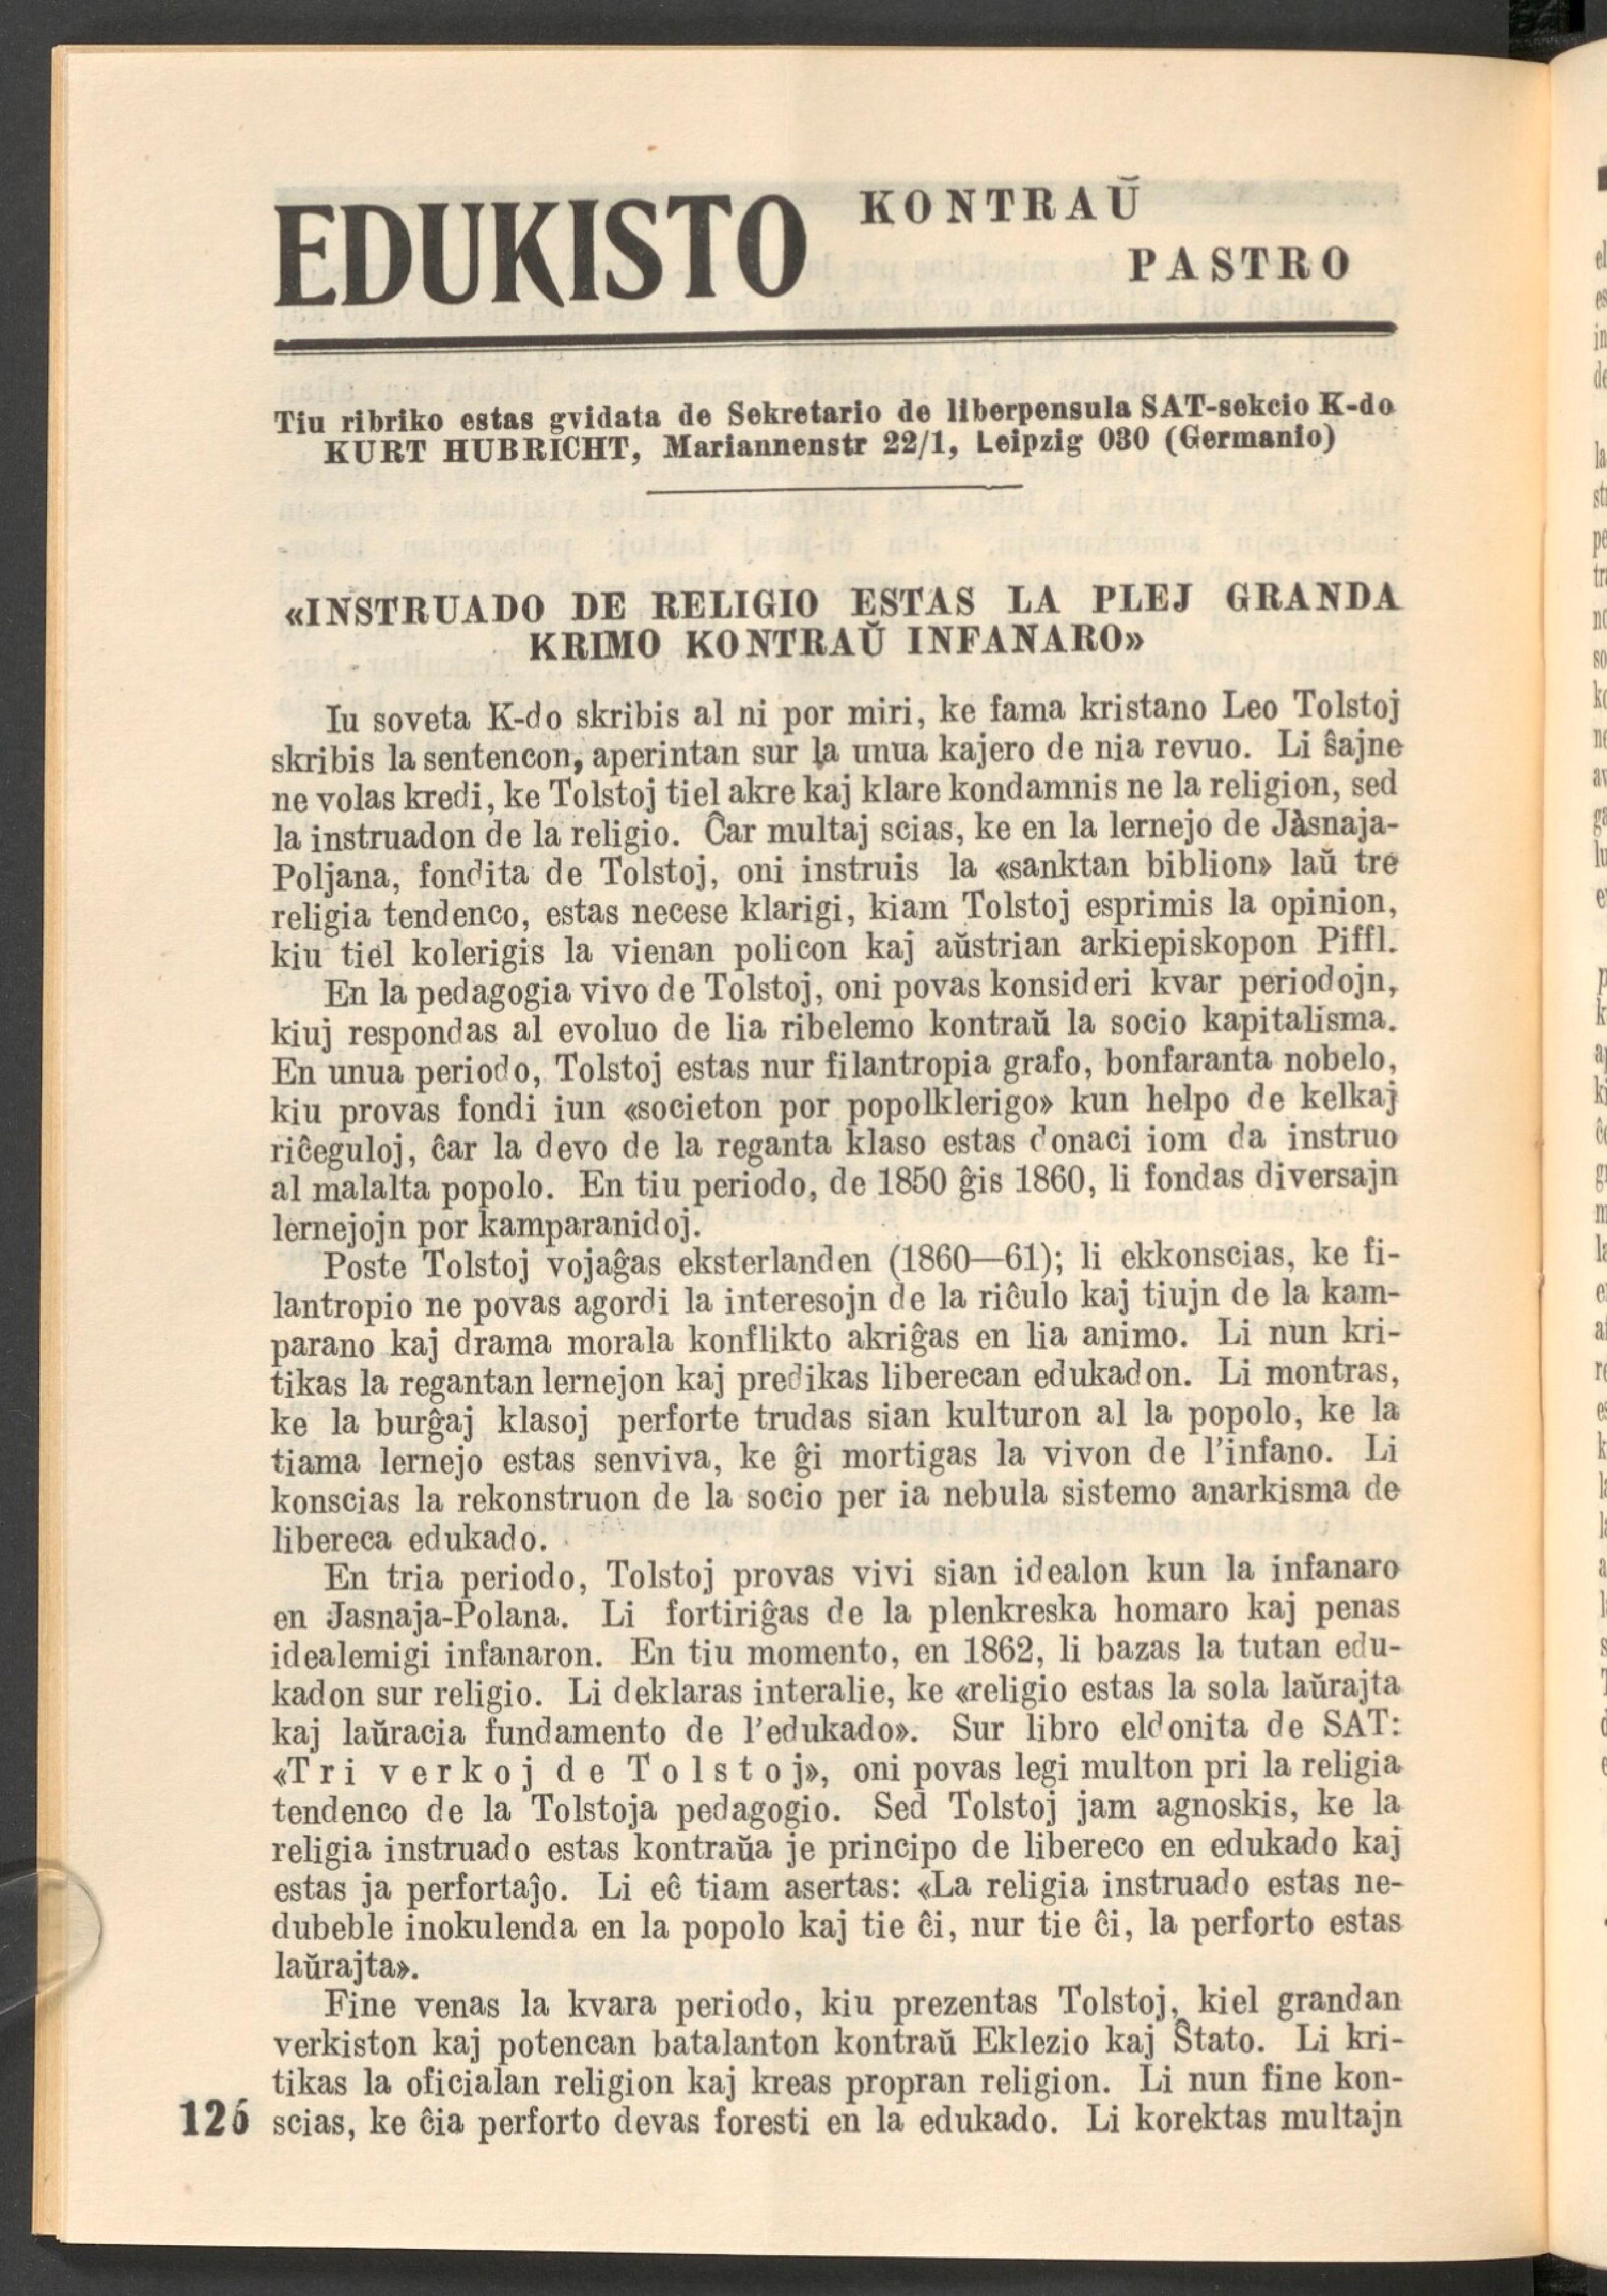 EDUKISTO KONTRAŬ
PASTRO
Tiu ribriko estas gvidata de Sekretario de liberpensula SAT-sekcio K-do
KURT HUBRICHT, Mariannenstr 22/1, Leipzig 030 (Germanio)
«INSTRUADO DE RELIGIO ESTAS LA PLEJ GRANDA
KRIMO KONTRAŬ INFANARO»
Iu soveta K-do skribis al ni por miri, ke fama kristano Leo Tolstoj
skribis la sentencon, aperintan sur la unua kajero de nia revuo. Li ŝajne
ne volas kredi, ke Tolstoj tiel akre kaj klare kondamnis ne la religion, sed
la instruadon de la religio. Ĉar multaj scias, ke en la lernejo de Jàsnaja-
Poljana, fondita de Tolstoj, oni instruis la «sanktan biblion» laŭ tre
religia tendenco, estas necese klarigi, kiam Tolstoj esprimis la opinion,
kiu tiel kolerigis la vienan policon kaj aŭstrian arkiepiskopon Piffl.
En la pedagogia vivo de Tolstoj, oni povas konsideri kvar periodojn,
kiuj respondas al evoluo de lia ribelemo kontraŭ la socio kapitalisma.
En unua periodo, Tolstoj estas nur filantropia grafo, bonfaranta nobelo,
kiu provas fondi iun «societon por popolklerigo» kun helpo de kelkaj
riĉeguloj, ĉar la devo de la reganta klaso estas donaci iom da instruo
al malalta popolo. En tiu periodo, de 1850 ĝis 1860, li fondas diversajn
lernejojn por kamparanidoj.
Poste Tolstoj vojaĝas eksterlanden (1860—61); li ekkonscias, ke fi-
lantropio ne povas agordi la interesojn de la riĉulo kaj tiujn de la kam-
parano kaj drama morala konflikto akriĝas en lia animo. Li nun kri-
tikas la regantan lernejon kaj predikas liberecan edukadon. Li montras,
ke la burĝaj klasoj perforte trudas sian kulturon al la popolo, ke la
tiama lernejo estas senviva, ke ĝi mortigas la vivon de l'infano. Li
konscias la rekonstruon de la socio per ia nebula sistemo anarkisma de
libereca edukado.
En tria periodo, Tolstoj provas vivi sian idealon kun la infanaro
en Jasnaja-Polana. Li fortiriĝas de la plenkreska homaro kaj penas
idealemigi infanaron. En tiu momento, en 1862, li bazas la tutan edu-
kadon sur religio. Li deklaras interalie, ke «religio estas la sola laŭrajta
kaj laŭracia fundamento de l'edukado». Sur libro eldonita de SAT:
«Tri verkoj de Tolstoj», oni povas legi multon pri la religia
tendenco de la Tolstoja pedagogio. Sed Tolstoj jam agnoskis, ke la
religia instruado estas kontraŭa je principo de libereco en edukado kaj
estas ja perfortaĵo. Li eĉ tiam asertas: «La religia instruado estas ne-
dubeble inokulenda en la popolo kaj tie ĉi, nur tie ĉi, la perforto estas
laŭrajta».
Fine venas la kvara periodo, kiu prezentas Tolstoj, kiel grandan
verkiston kaj potencan batalanton kontraŭ Eklezio kaj Ŝtato. Li kri-
tikas la oficialan religion kaj kreas propran religion. Li nun fine kon-
126 scias, ke ĉia perforto devas foresti en la edukado. Li korektas multajn